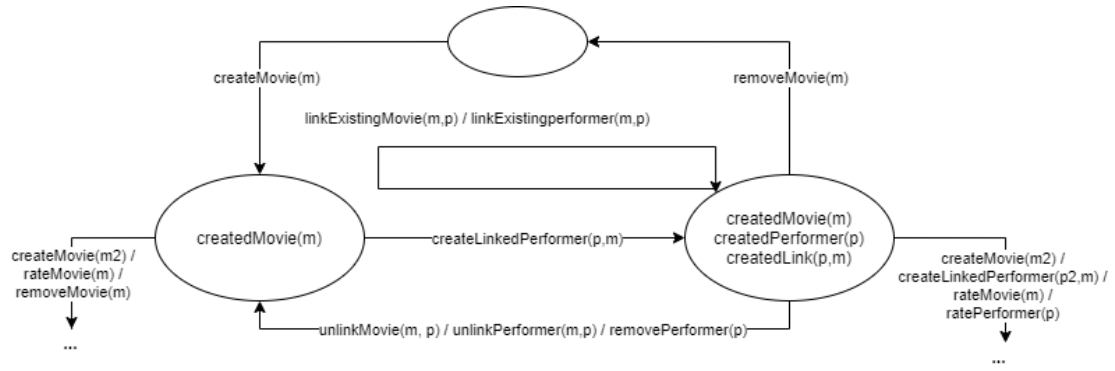 createMovie(m)
removeMovie(m)
linkExistingMovie(m,p) / linkExistingperformer(m,p)
createdMovie(m)
createLinkedPerformer(p,m)
createdMovie(m)
createdPerformer(p)
createdLink(p,m)
createMovie(m2) /
rateMovie(m) /
removeMovie(m)
...
createMovie(m2) /
createLinkedPerformer(p2,m) /
rateMovie(m) /
ratePerformer(p)
...
unlinkMovie(m, p) / unlinkPerformer(m,p) / removePerformer(p)